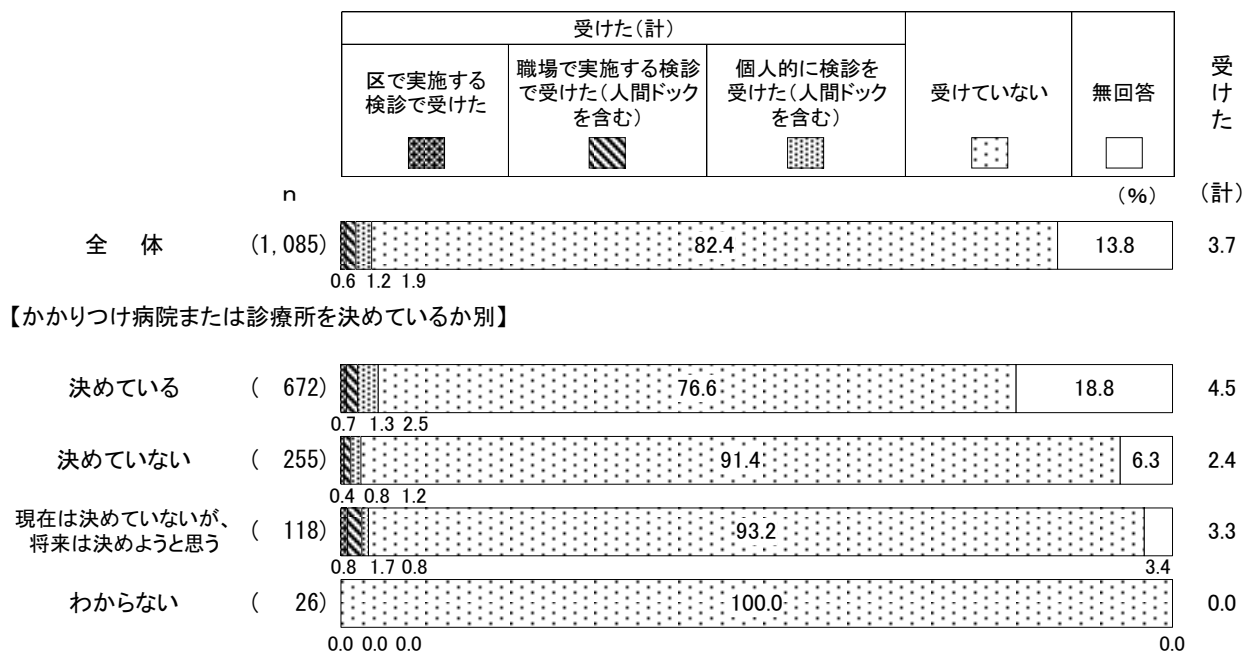 受けた（計）
区で実施する
検診で受けた
職場で実施する検診
で受けた（人間ドック
を含む）
個人的に検診を
受けた（人間ドック
を含む）
受けていない
無回答
受けた
（計）
n
（%）
全　体 （1,085） 82.4 13.8 3.7
0.6 1.2 1.9
【かかりつけ病院または診療所を決めているか別】
決めている （ 672） 76.6 18.8 4.5
0.7 1.3 2.5
決めていない （ 255） 91.4 6.3 2.4
0.4 0.8 1.2
現在は決めていないが、
将来は決めようと思う （ 118） 93.2 3.3
0.8 1.7 0.8 3.4
わからない （ 26） 100.0 0.0
0.0 0.0 0.0 0.0